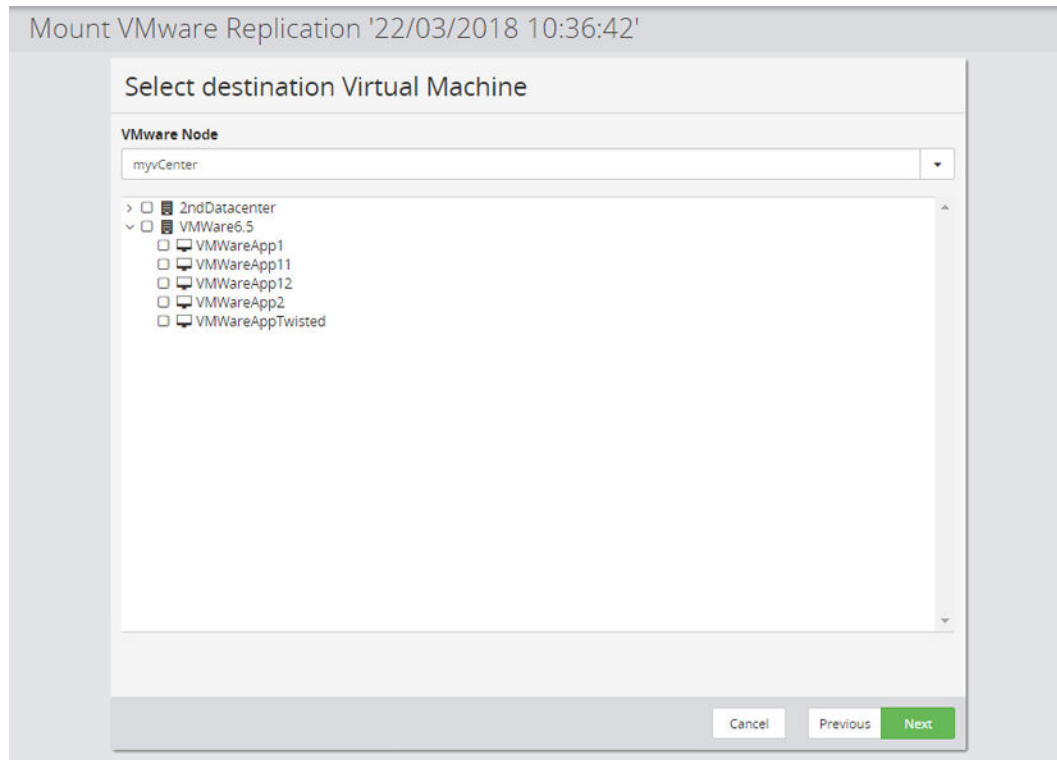 Mount VMware Replication '22/03/2018 10:36:42'
Select destination Virtual Machine
VMware Node
myvCenter
2ndDatacenter
VMWare6.5
VMWareApp1
VMWareApp11
VMWareApp12
VMWareApp2
VMWareAppTwisted
Cancel Previous Next